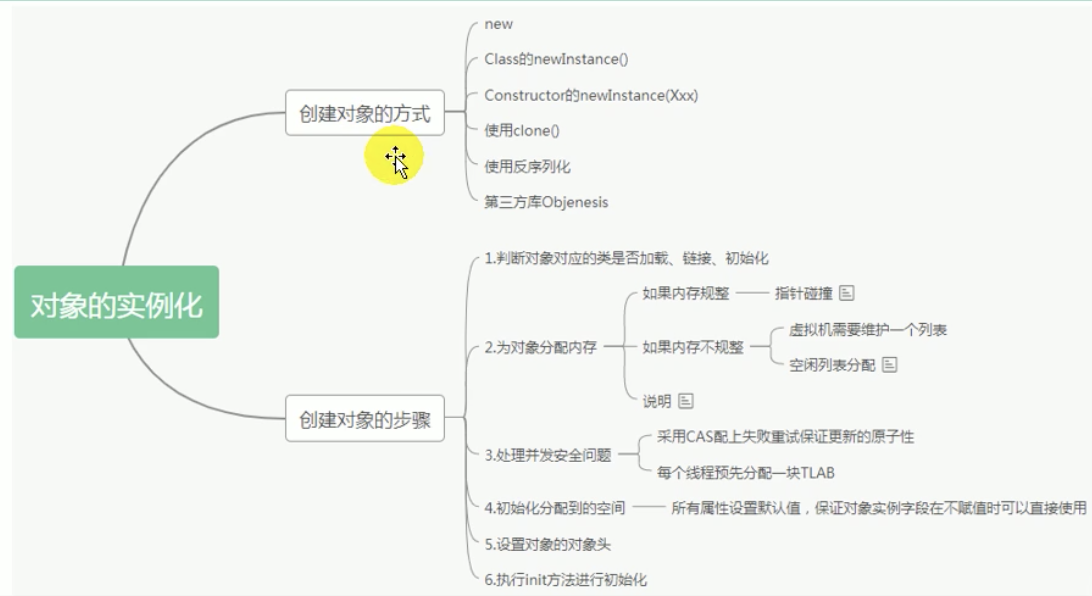 对象的实例化
创建对象的方式
new
Class的newInstance()
Constructor的newInstance(Xxx)
使用clone()
使用反序列化
第三方库Objenesis
创建对象的步骤
1.判断对象对应的类是否加载、链接、初始化
2.为对象分配内存
如果内存规整
指针碰撞
如果内存不规整
虚拟机需要维护一个列表
空闲列表分配
说明
3.处理并发安全问题
采用CAS配上失败重试保证更新的原子性
每个线程预先分配一块TLAB
4.初始化分配到的空间
所有属性设置默认值，保证对象实例字段在不赋值时可以直接使用
5.设置对象的对象头
6.执行init方法进行初始化